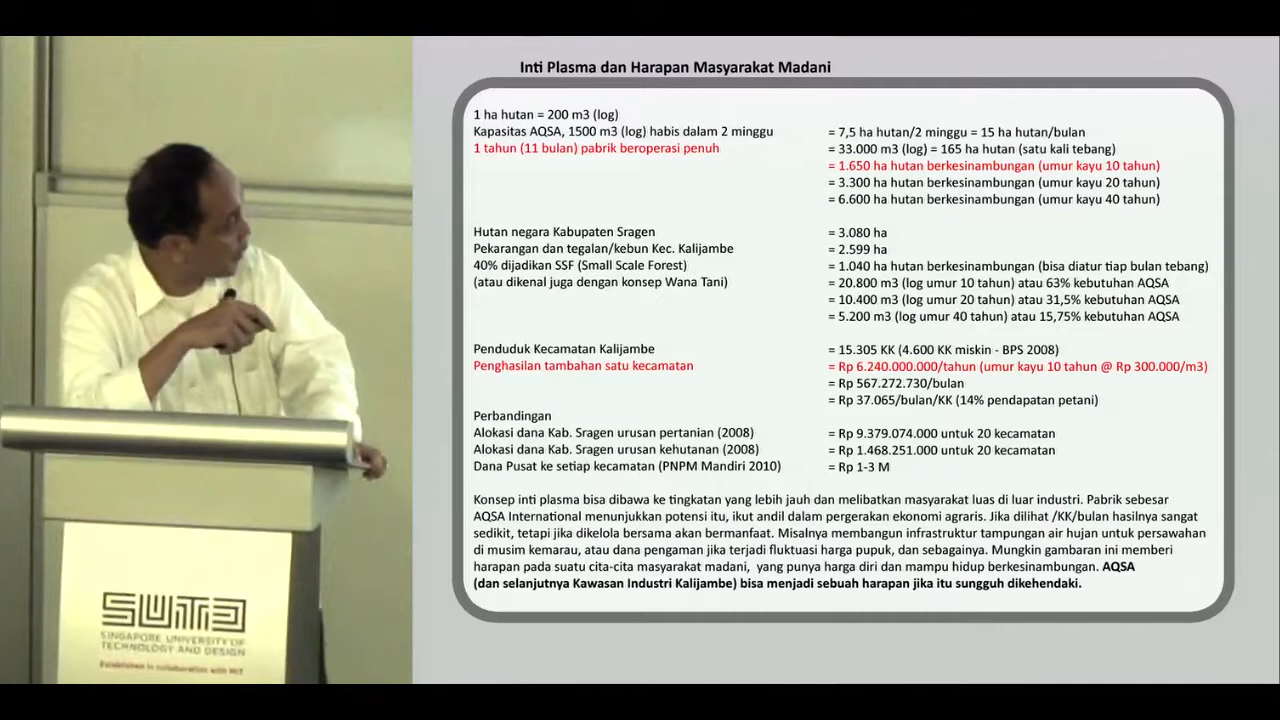 Inti Plasma dan Harapan Masyarakat Madani
1 ha hutan = 200 m3 (log)
Kapasitas AQSA, 1500 m3 (log) habis dalam 2 minggu = 7,5 ha hutan/2 minggu = 15 ha hutan/bulan
1 tahun (11 bulan) pabrik beroperasi penuh = 33.000 m3 (log) = 165 ha hutan (satu kali tebang)
= 1.650 ha hutan berkesinambungan (umur kayu 10 tahun)
= 3.300 ha hutan berkesinambungan (umur kayu 20 tahun)
= 6.600 ha hutan berkesinambungan (umur kayu 40 tahun)
Hutan negara Kabupaten Sragen = 3.080 ha
Pekarangan dan tegalan/kebun Kec. Kalijambe = 2.599 ha
40% dijadikan SSF (Small Scale Forest) = 1.040 ha hutan berkesinambungan (bisa diatur tiap bulan tebang)
(atau dikenal juga dengan konsep Wana Tani) = 20.800 m3 (log umur 10 tahun) atau 63% kebutuhan AQSA
= 10.400 m3 (log umur 20 tahun) atau 31,5% kebutuhan AQSA
= 5.200 m3 (log umur 40 tahun) atau 15,75% kebutuhan AQSA
Penduduk Kecamatan Kalijambe = 15.305 KK (4.600 KK miskin - BPS 2008)
Penghasilan tambahan satu kecamatan = Rp 6.240.000.000/tahun (umur kayu 10 tahun @ Rp 300.000/m3)
= Rp 567.272.730/bulan
= Rp 37.065/bulan/KK (14% pendapatan petani)
Perbandingan
Alokasi dana Kab. Sragen urusan pertanian (2008) = Rp 9.379.074.000 untuk 20 kecamatan
Alokasi dana Kab. Sragen urusan kehutanan (2008) = Rp 1.468.251.000 untuk 20 kecamatan
Dana Pusat ke setiap kecamatan (PNPM Mandiri 2010) = Rp 1-3 M
Konsep inti plasma bisa dibawa ke tingkatan yang lebih jauh dan melibatkan masyarakat luas di luar industri. Pabrik sebesar
AQSA International menunjukkan potensi itu, ikut andil dalam pergerakan ekonomi agraris. Jika dilihat /KK/bulan hasilnya sangat
sedikit, tetapi jika dikelola bersama akan bermanfaat. Misalnya membangun infrastruktur tampungan air hujan untuk persawahan
di musim kemarau, atau dana pengaman jika terjadi fluktuasi harga pupuk, dan sebagainya. Mungkin gambaran ini memberi
harapan pada suatu cita-cita masyarakat madani, yang punya harga diri dan mampu hidup berkesinambungan. AQSA
(dan selanjutnya Kawasan Industri Kalijambe) bisa menjadi sebuah harapan jika itu sungguh dikehendaki.
SUTD
SINGAPORE UNIVERSITY OF
TECHNOLOGY AND DESIGN
Established in collaboration with MIT